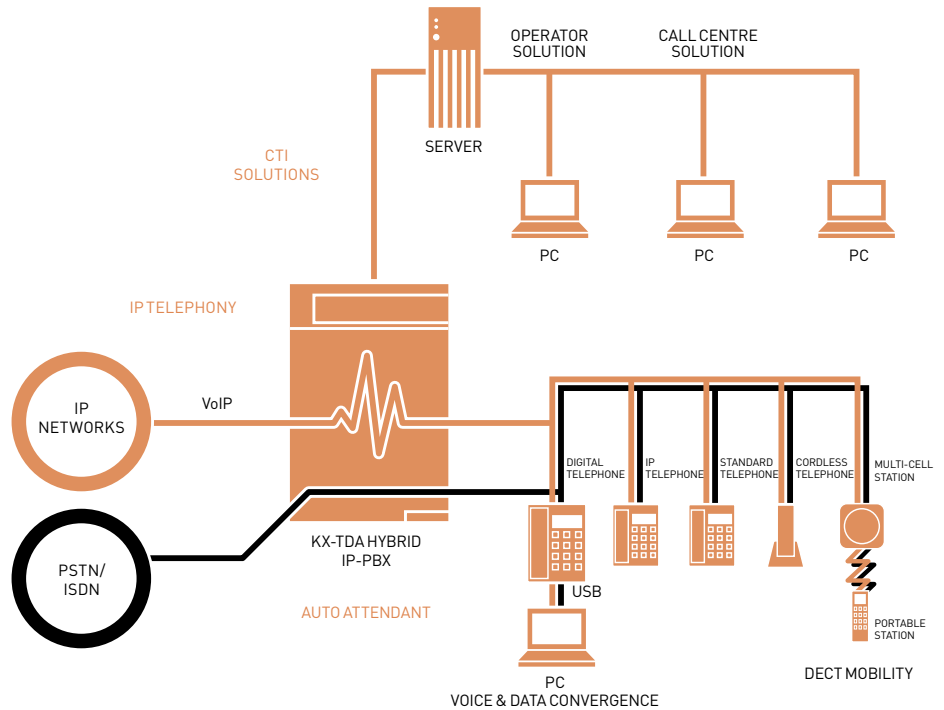 OPERATOR
SOLUTION
CALL CENTRE
SOLUTION
SERVER
CTI
SOLUTIONS
PC
PC
PC
IP TELEPHONY
IP
NETWORKS
VoIP
DIGITAL
TELEPHONE
IP
TELEPHONE
STANDARD
TELEPHONE
CORDLESS
TELEPHONE
MULTI-CELL
STATION
KX-TDA HYBRID
IP-PBX
PSTN/
ISDN
USB
AUTO ATTENDANT
PORTABLE
STATION
PC
VOICE & DATA CONVERGENCE
DECT MOBILITY